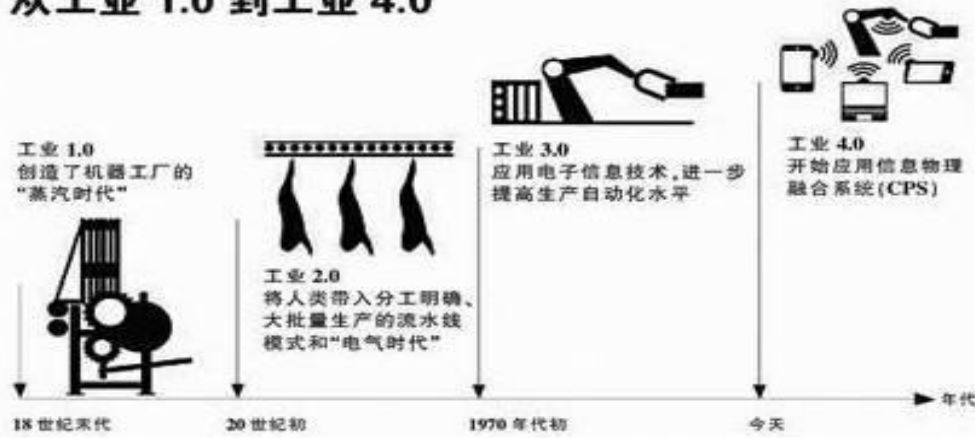 从工业 1.0 到工业 4.0
工业 1.0
创造了机器工厂的
“蒸汽时代”
工业 2.0
将人类带入分工明确、
大批量生产的流水线
模式和“电气时代”
工业 3.0
应用电子信息技术,进一步
提高生产自动化水平
工业 4.0
开始应用信息物理
融合系统(CPS)
18 世纪末代
20 世纪初
1970 年代初
今天
年代